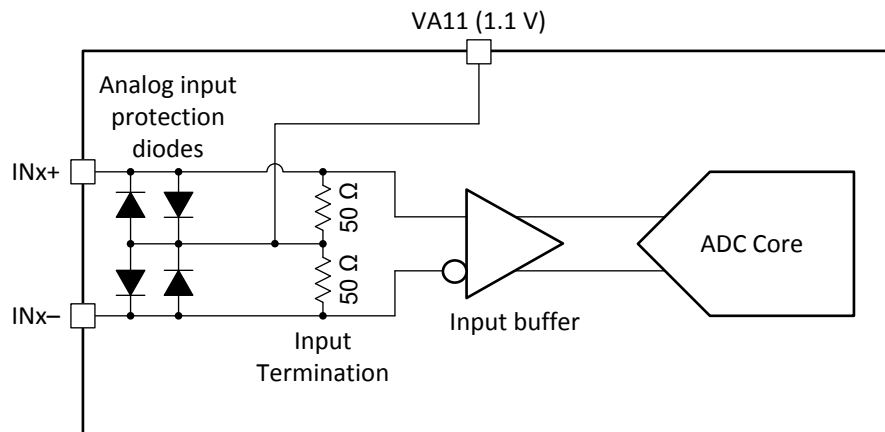 VA11 (1.1 V)
Analog input
protection
diodes
INx+
50 Ω
50 Ω
ADC Core
INx–
Input buffer
Input
Termination